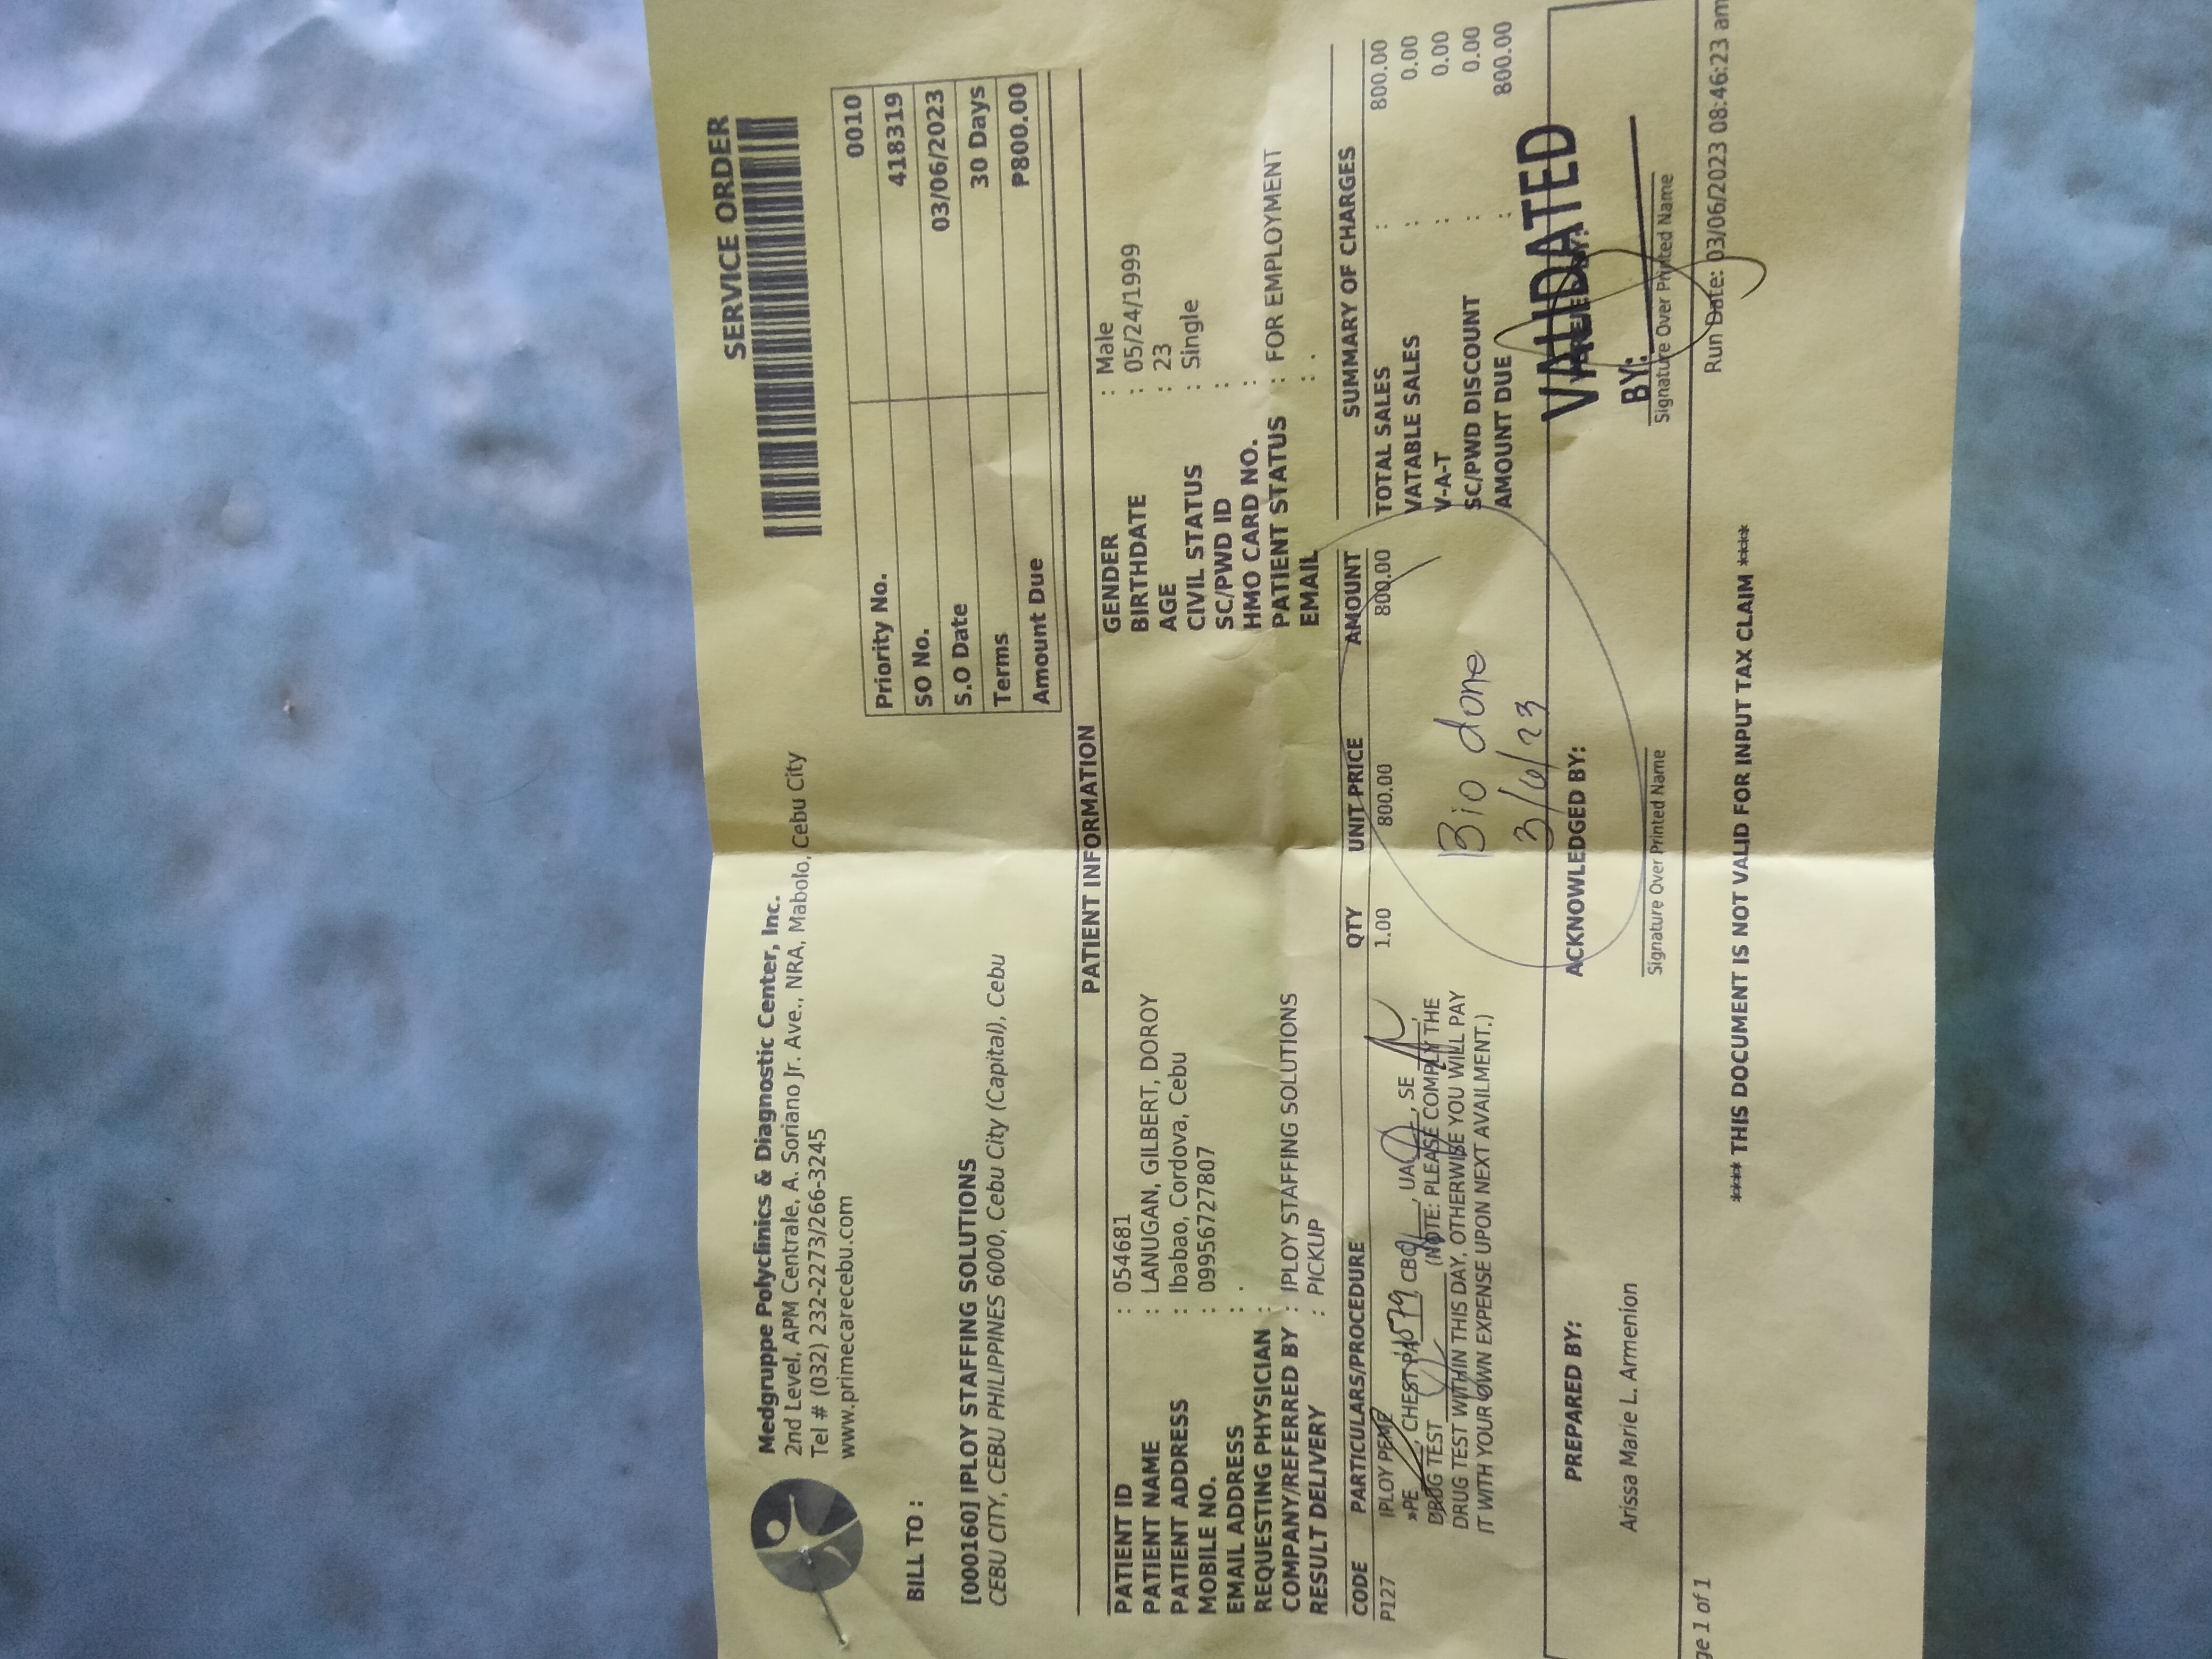 SERVICE ORDER
Medgruppe Polyclinics & Diagnostic Center, Inc.
2nd Level, APM Centrale, A. Soriano Jr. Ave., NRA, Mabolo, Cebu City
Tel # (032) 232-2273/266-3245
www.primecarecebu.com
Priority No. 0010
SO No. 418319
S.O Date 03/06/2023
Terms 30 Days
Amount Due P800.00
BILL TO :
[000160] IPLOY STAFFING SOLUTIONS
CEBU CITY, CEBU PHILIPPINES 6000, Cebu City (Capital), Cebu
PATIENT INFORMATION
PATIENT ID : 054681 GENDER : Male
PATIENT NAME : LANUGAN, GILBERT, DOROY BIRTHDATE : 05/24/1999
PATIENT ADDRESS : Ibabao, Cordova, Cebu AGE : 23
MOBILE NO. : 09956727807 CIVIL STATUS : Single
EMAIL ADDRESS : . SC/PWD ID :
REQUESTING PHYSICIAN : HMO CARD NO. :
COMPANY/REFERRED BY : IPLOY STAFFING SOLUTIONS PATIENT STATUS : FOR EMPLOYMENT
RESULT DELIVERY : PICKUP EMAIL : .
CODE PARTICULARS/PROCEDURE QTY UNIT PRICE AMOUNT SUMMARY OF CHARGES
P127 IPLOY PEME 1.00 800.00 800.00 TOTAL SALES : 800.00
»PE , CHEST PA 1579, CBC , UA , SE , VATABLE SALES : 0.00
DRUG TEST (NOTE: PLEASE COMPLY THE V-A-T : 0.00
DRUG TEST WITHIN THIS DAY, OTHERWISE YOU WILL PAY SC/PWD DISCOUNT : 0.00
IT WITH YOUR OWN EXPENSE UPON NEXT AVAILMENT.) AMOUNT DUE : 800.00
Bio done
3/6/23
VALIDATED
BY:
PREPARED BY: ACKNOWLEDGED BY:
Arissa Marie L. Armenion
Signature Over Printed Name Signature Over Printed Name
ge 1 of 1 Run Date: 03/06/2023 08:46:23 am
**** THIS DOCUMENT IS NOT VALID FOR INPUT TAX CLAIM ****